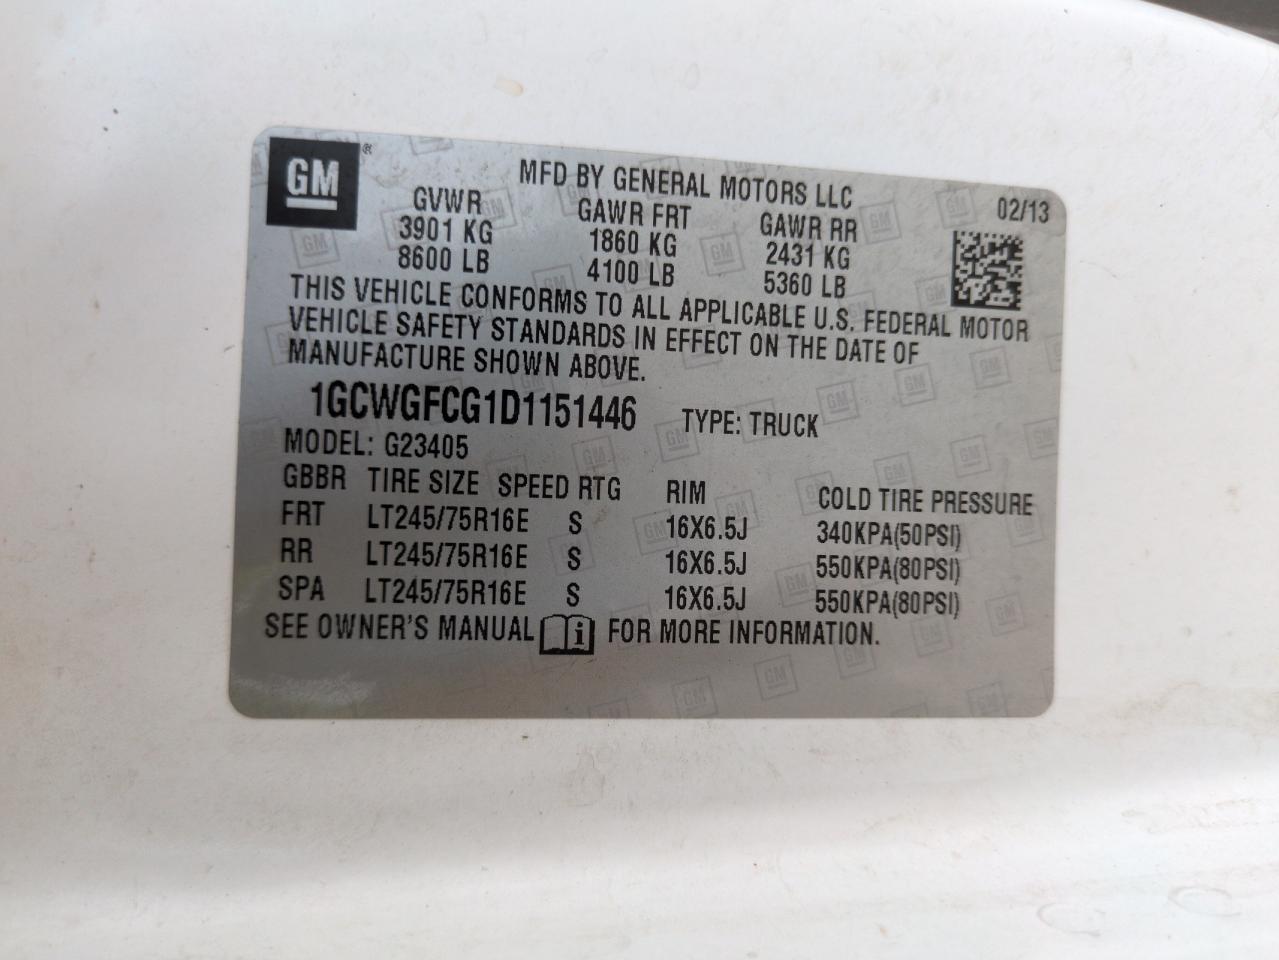 GM®
MFD BY GENERAL MOTORS LLC
02/13
GVWR GAWR FRT GAWR RR
3901 KG 1860 KG 2431 KG
8600 LB 4100 LB 5360 LB
THIS VEHICLE CONFORMS TO ALL APPLICABLE U.S. FEDERAL MOTOR
VEHICLE SAFETY STANDARDS IN EFFECT ON THE DATE OF
MANUFACTURE SHOWN ABOVE.
1GCWGFCG1D1151446 TYPE: TRUCK
MODEL: G23405
GBBR TIRE SIZE SPEED RTG RIM COLD TIRE PRESSURE
FRT LT245/75R16E S 16X6.5J 340KPA(50PSI)
RR LT245/75R16E S 16X6.5J 550KPA(80PSI)
SPA LT245/75R16E S 16X6.5J 550KPA(80PSI)
SEE OWNER'S MANUAL i FOR MORE INFORMATION.